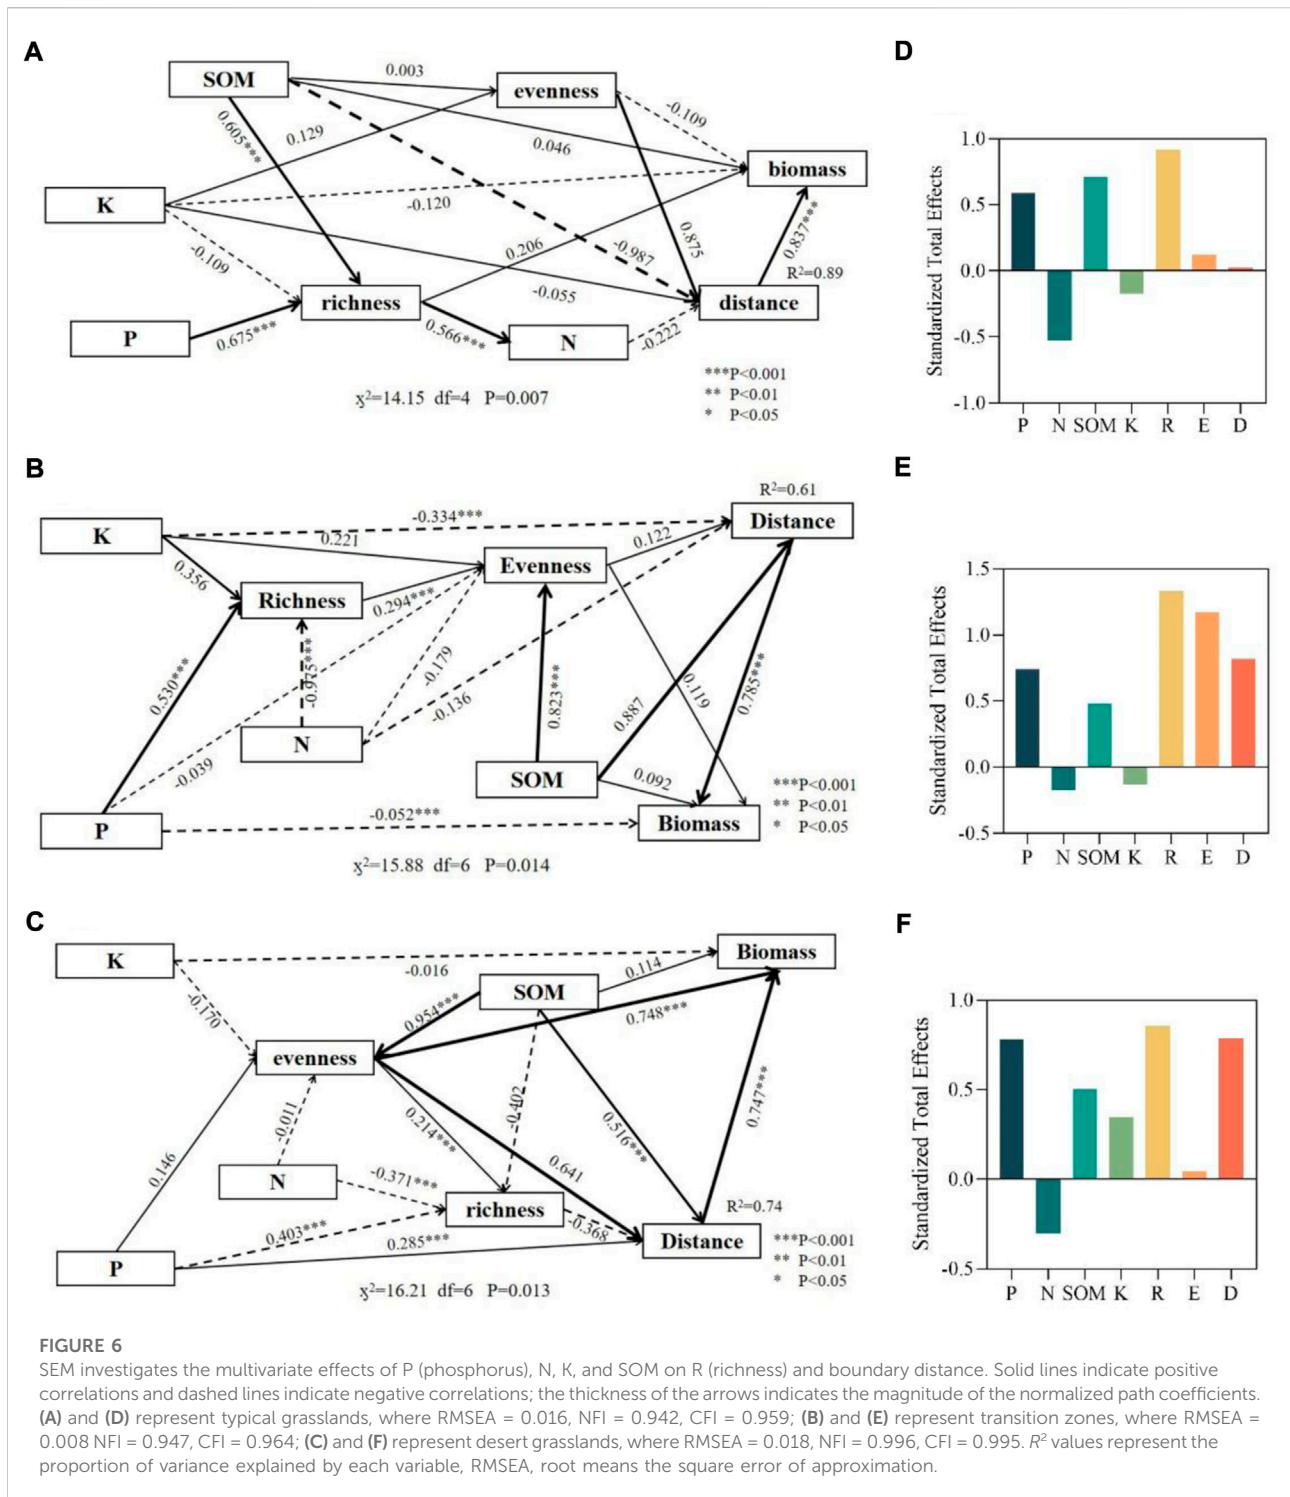 A
SOM
0.003
evenness
-0.109
0.605***
0.129
0.046
biomass
K
-0.120
-0.109
0.206
-0.987
0.875
0.837***
R²=0.89
richness
-0.055
distance
P
0.675***
0.566***
N
-0.222
χ²=14.15 df=4 P=0.007
***P<0.001
** P<0.01
* P<0.05
D
Standardized Total Effects
1.0
0.5
0.0
-0.5
-1.0
P N SOM K R E D
B
R²=0.61
K
-0.334***
Distance
0.221
0.122
Evenness
0.356
Richness
0.294***
-0.975***
-0.179
0.530***
0.823***
0.887
0.119
0.785***
-0.136
N
-0.039
SOM
0.092
***P<0.001
** P<0.01
* P<0.05
P
-0.052***
Biomass
χ²=15.88 df=6 P=0.014
E
Standardized Total Effects
1.5
1.0
0.5
0.0
-0.5
P N SOM K R E D
C
K
-0.016
Biomass
0.114
SOM
-0.170
0.954***
0.748***
evenness
-0.402
-0.011
0.214***
0.516***
0.747***
0.146
0.641
N
-0.371***
richness
R²=0.74
-0.368
0.403***
0.285***
Distance
P
***P<0.001
** P<0.01
* P<0.05
χ²=16.21 df=6 P=0.013
F
Standardized Total Effects
1.0
0.5
0.0
-0.5
P N SOM K R E D
FIGURE 6
SEM investigates the multivariate effects of P (phosphorus), N, K, and SOM on R (richness) and boundary distance. Solid lines indicate positive
correlations and dashed lines indicate negative correlations; the thickness of the arrows indicates the magnitude of the normalized path coefficients.
(A) and (D) represent typical grasslands, where RMSEA = 0.016, NFI = 0.942, CFI = 0.959; (B) and (E) represent transition zones, where RMSEA =
0.008 NFI = 0.947, CFI = 0.964; (C) and (F) represent desert grasslands, where RMSEA = 0.018, NFI = 0.996, CFI = 0.995. R² values represent the
proportion of variance explained by each variable, RMSEA, root means the square error of approximation.